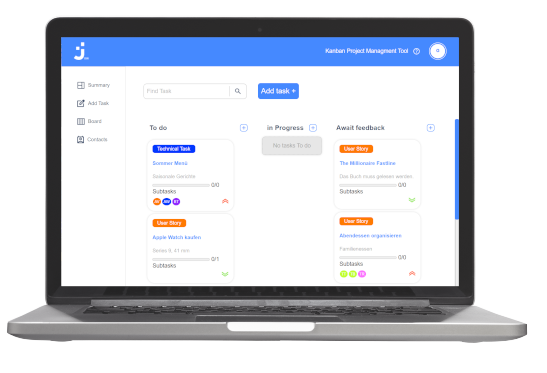 Kanban Project Managment Tool
Summary
Add Task
Board
Contacts
Find Task
Add task +
To do
in Progress
Await feedback
Technical Task
Sommer Menü
Saisonale Gerichte
0/0
Subtasks
No tasks To do
User Story
The Millionaire Fastline
Das Buch muss gelesen werden
0/0
Subtasks
User Story
Apple Watch kaufen
Series 9, 41 mm
0/1
Subtasks
User Story
Abendessen organisieren
Familienessen
0/0
Subtasks